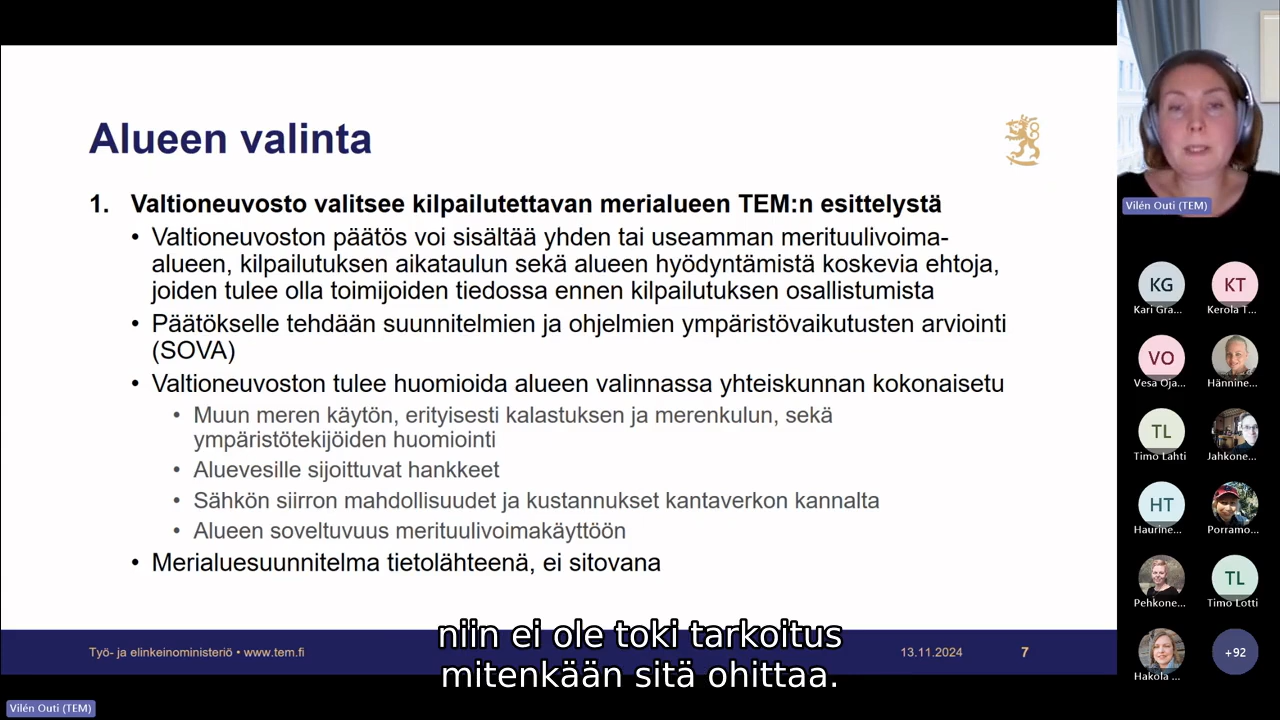 Alueen valinta
1. Valtioneuvosto valitsee kilpailutettavan merialueen TEM:n esittelystä
• Valtioneuvoston päätös voi sisältää yhden tai useamman merituulivoima-
alueen, kilpailutuksen aikataulun sekä alueen hyödyntämistä koskevia ehtoja,
joiden tulee olla toimijoiden tiedossa ennen kilpailutuksen osallistumista
• Päätökselle tehdään suunnitelmien ja ohjelmien ympäristövaikutusten arviointi
(SOVA)
• Valtioneuvoston tulee huomioida alueen valinnassa yhteiskunnan kokonaisetu
• Muun meren käytön, erityisesti kalastuksen ja merenkulun, sekä
ympäristötekijöiden huomiointi
• Aluevesille sijoittuvat hankkeet
• Sähkön siirron mahdollisuudet ja kustannukset kantaverkon kannalta
• Alueen soveltuvuus merituulivoimakäyttöön
• Merialuesuunnitelma tietolähteenä, ei sitovana
Työ- ja elinkeinoministeriö • www.tem.fi
13.11.2024
7
niin ei ole toki tarkoitus
mitenkään sitä ohittaa.
Vilén Outi (TEM)
Vilén Outi (TEM)
KG
KT
Kari Gra...
Kerola T...
VO
Vesa Oja...
Hännine...
TL
Timo Lahti
Jahkone...
HT
Haurine...
Porramo...
TL
Pehkone...
Timo Lotti
+92
Hakola ...